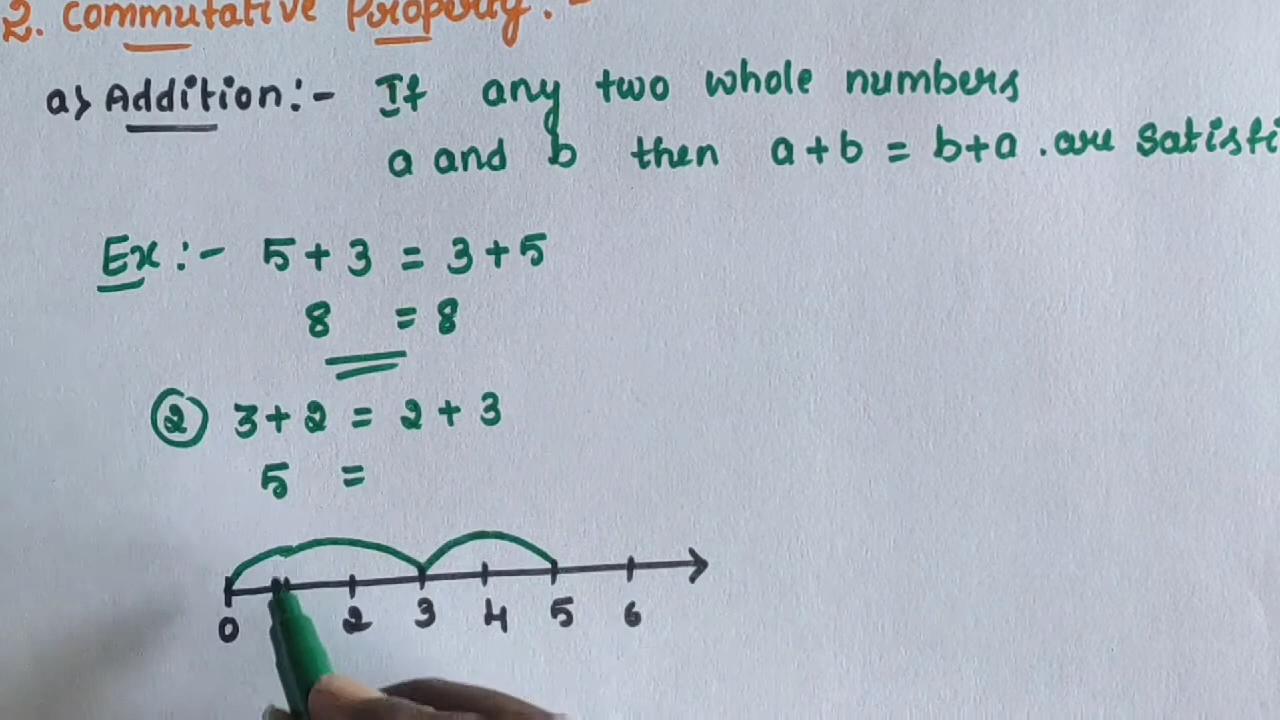 2. Commutative Property:-
a) Addition:- If any two whole numbers
a and b then a+b = b+a . are Satisfi
Ex:- 5+3 = 3+5
8 = 8
2 3+2 = 2+3
5 =
0 2 3 4 5 6